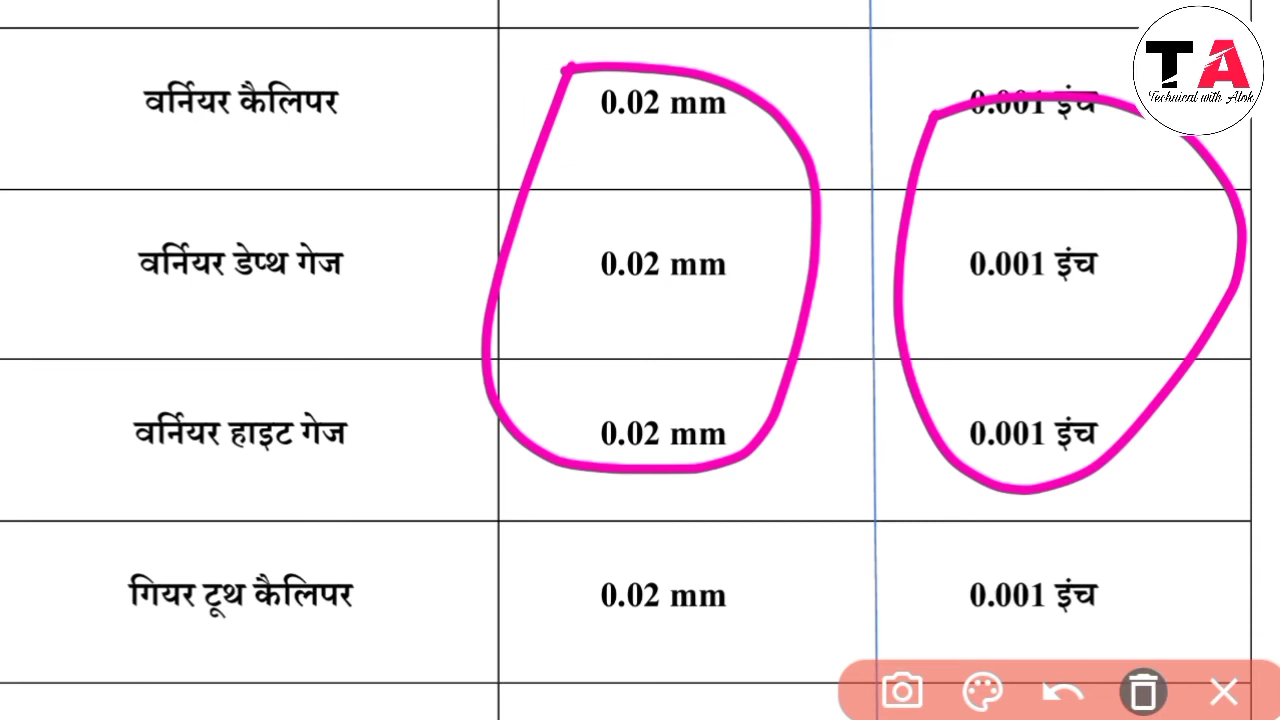 वर्नियर कैलिपर 0.02 mm 0.001 इंच
TA
Technical with Alok
वर्नियर डेप्थ गेज 0.02 mm 0.001 इंच
वर्नियर हाइट गेज 0.02 mm 0.001 इंच
गियर टूथ कैलिपर 0.02 mm 0.001 इंच